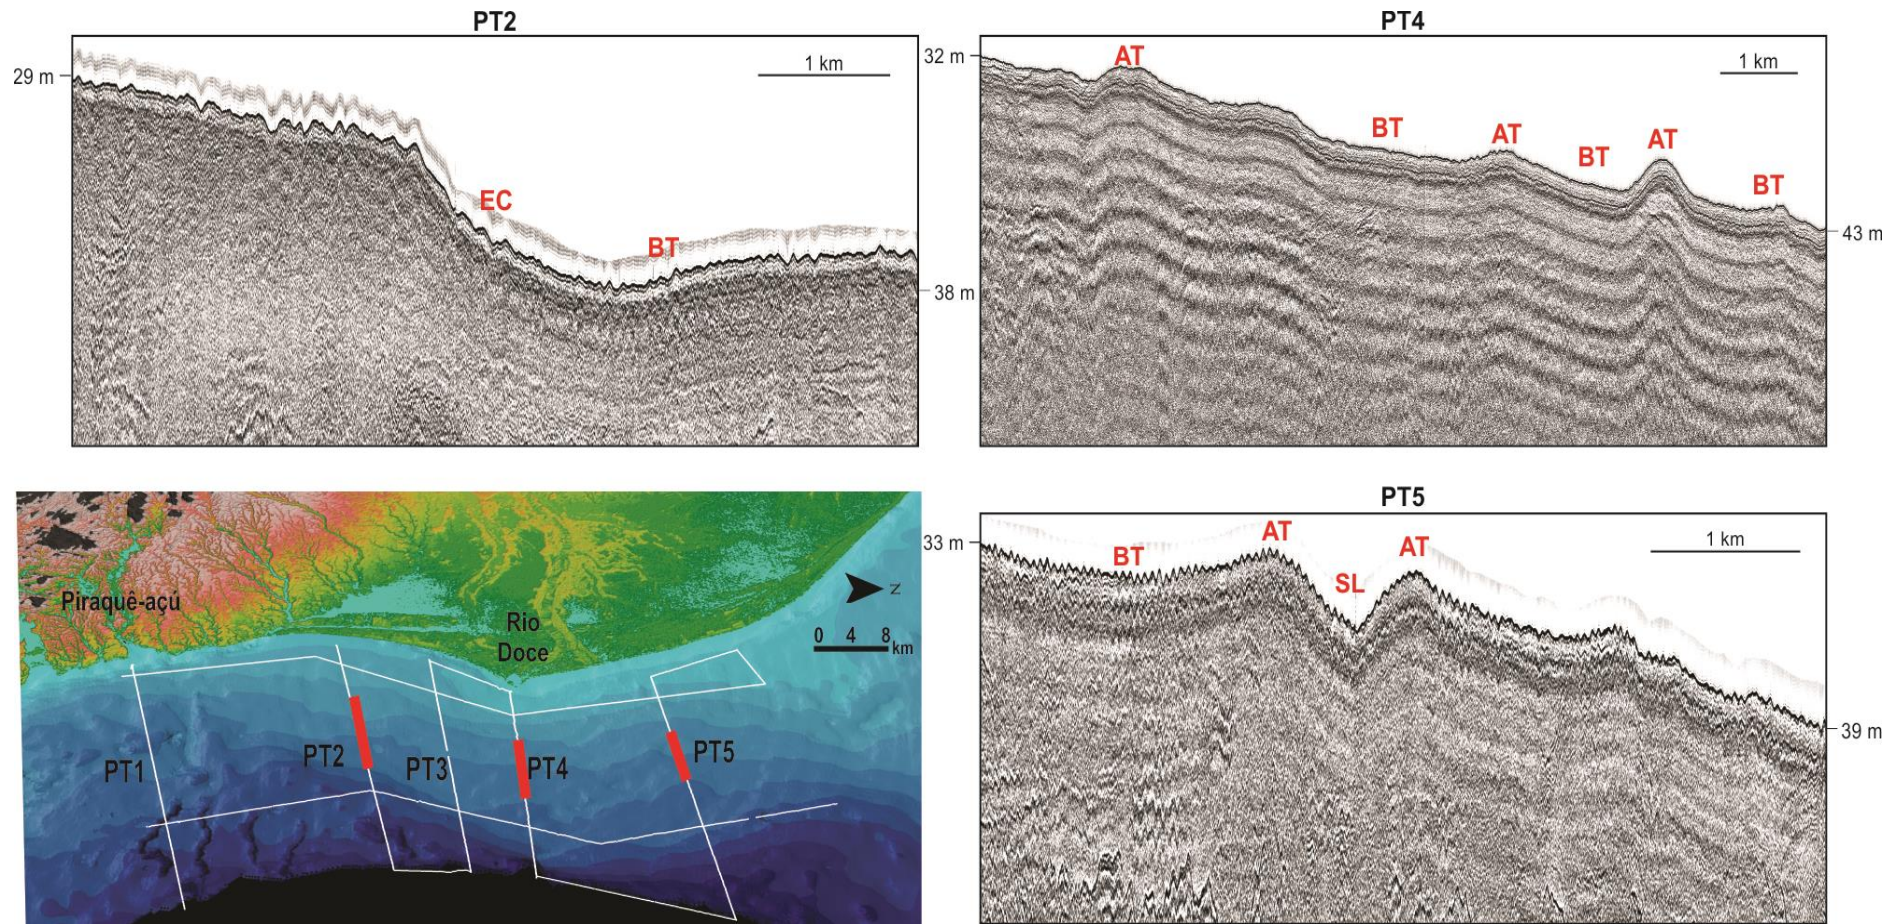 PT2
29 m
1 km
EC
BT
38 m
PT4
32 m
AT
1 km
BT
AT
BT
AT
BT
43 m
Piraquê-açú
Rio
Doce
N
0 4 8
km
PT1
PT2
PT3
PT4
PT5
PT5
33 m
BT
AT
SL
AT
1 km
39 m